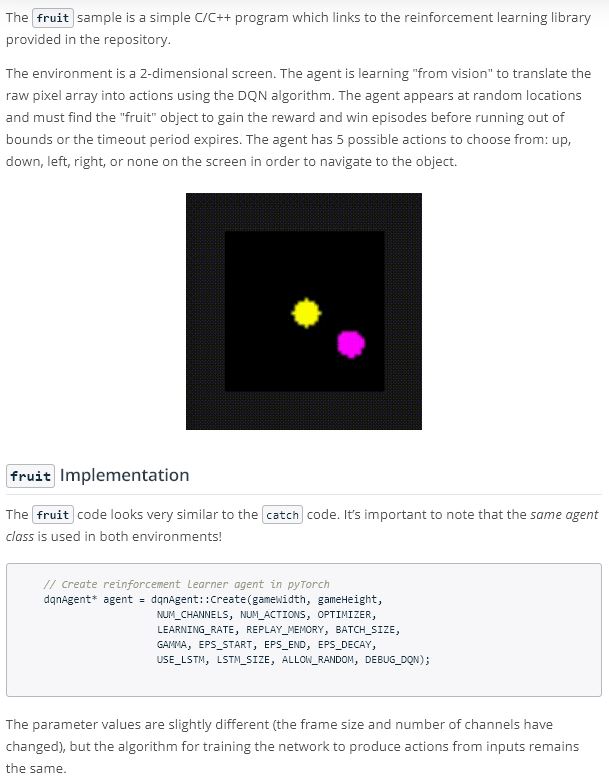 The fruit sample is a simple C/C++ program which links to the reinforcement learning library
provided in the repository.
The environment is a 2-dimensional screen. The agent is learning "from vision" to translate the
raw pixel array into actions using the DQN algorithm. The agent appears at random locations
and must find the "fruit" object to gain the reward and win episodes before running out of
bounds or the timeout period expires. The agent has 5 possible actions to choose from: up,
down, left, right, or none on the screen in order to navigate to the object.
fruit Implementation
The fruit code looks very similar to the catch code. It's important to note that the same agent
class is used in both environments!
// Create reinforcement learner agent in pyTorch
dqnAgent* agent = dqnAgent::Create(gameWidth, gameHeight,
NUM_CHANNELS, NUM_ACTIONS, OPTIMIZER,
LEARNING_RATE, REPLAY_MEMORY, BATCH_SIZE,
GAMMA, EPS_START, EPS_END, EPS_DECAY,
USE_LSTM, LSTM_SIZE, ALLOW_RANDOM, DEBUG_DQN);
The parameter values are slightly different (the frame size and number of channels have
changed), but the algorithm for training the network to produce actions from inputs remains
the same.